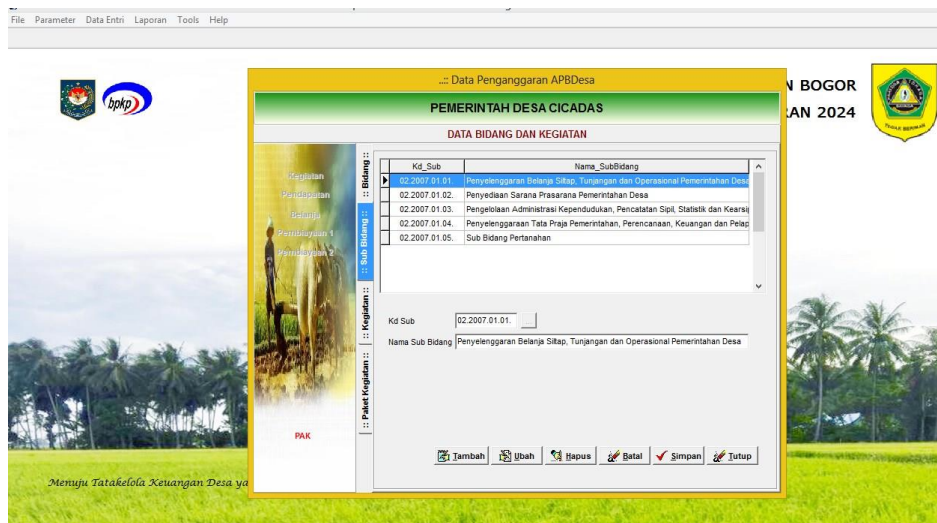 File Parameter Data Entri Laporan Tools Help
bpkp
N BOGOR
RAN 2024
TEGAR BERIMAN
..:: Data Penganggaran APBDesa
PEMERINTAH DESA CICADAS
DATA BIDANG DAN KEGIATAN
Kegiatan
Pendapatan
Belanja
Pembiayaan 1
Pembiayaan 2
PAK
:: Bidang ::
:: Sub Bidang ::
:: Kegiatan ::
:: Paket Kegiatan ::
Kd_Sub Nama_SubBidang
02.2007.01.01. Penyelenggaran Belanja Siltap, Tunjangan dan Operasional Pemerintahan Desa
02.2007.01.02. Penyediaan Sarana Prasarana Pemerintahan Desa
02.2007.01.03. Pengelolaan Administrasi Kependudukan, Pencatatan Sipil, Statistik dan Kearsip
02.2007.01.04. Penyelenggaraan Tata Praja Pemerintahan, Perencanaan, Keuangan dan Pelap
02.2007.01.05. Sub Bidang Pertanahan
Kd Sub 02.2007.01.01.
Nama Sub Bidang Penyelenggaran Belanja Siltap, Tunjangan dan Operasional Pemerintahan Desa
Tambah Ubah Hapus Batal Simpan Tutup
Menuju Tatakelola Keuangan Desa ya